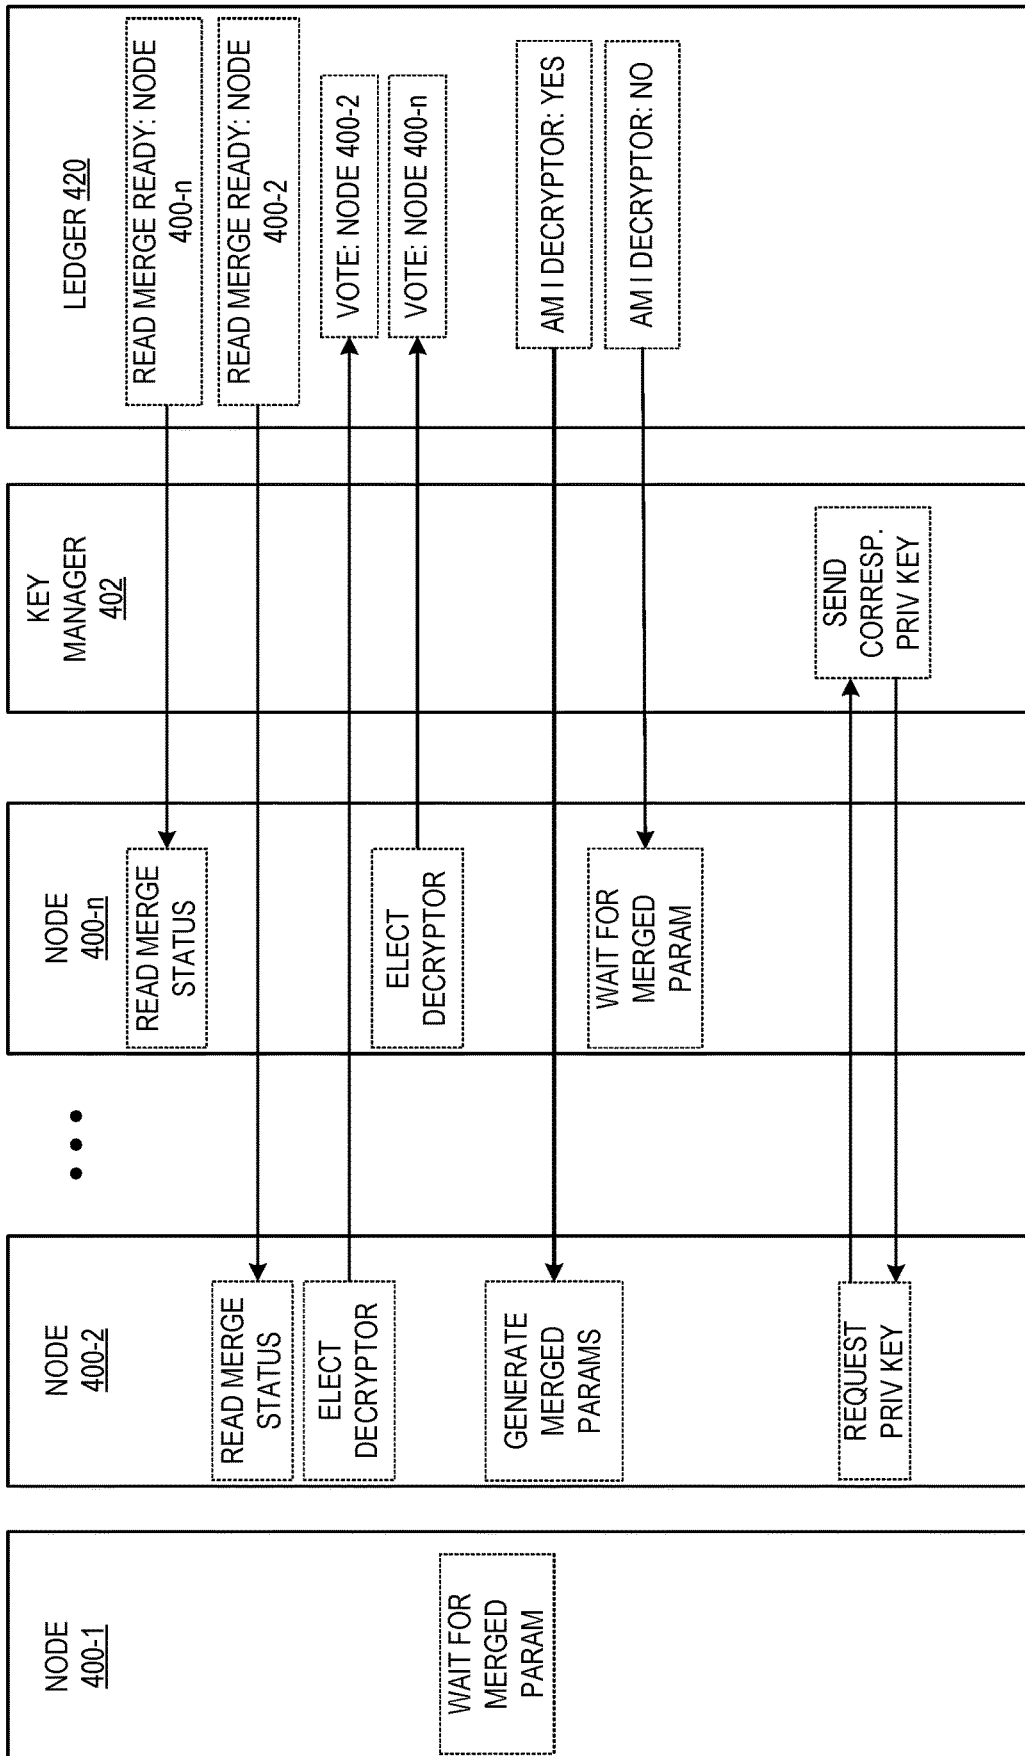 NODE
400-1
WAIT FOR
MERGED
PARAM
NODE
400-2
READ MERGE
STATUS
ELECT
DECRYPTOR
GENERATE
MERGED
PARAMS
REQUEST
PRIV KEY
NODE
400-n
READ MERGE
STATUS
ELECT
DECRYPTOR
WAIT FOR
MERGED
PARAM
KEY
MANAGER
402
SEND
CORRESP.
PRIV KEY
LEDGER 420
READ MERGE READY: NODE
400-n
READ MERGE READY: NODE
400-2
VOTE: NODE 400-2
VOTE: NODE 400-n
AM I DECRYPTOR: YES
AM I DECRYPTOR: NO